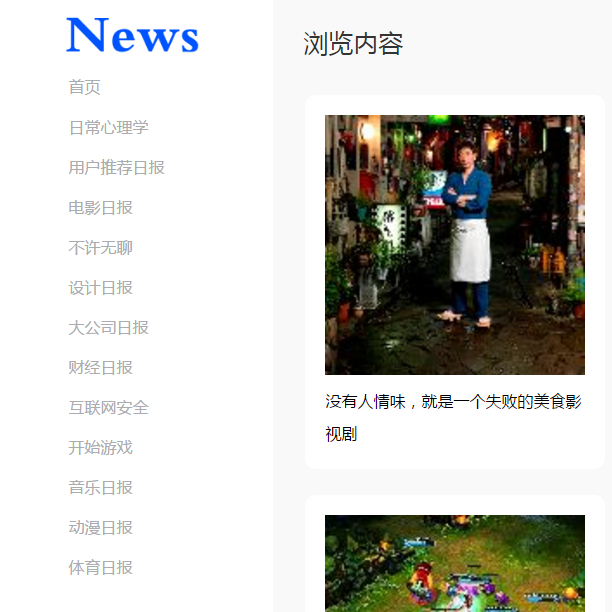 News
首页
日常心理学
用户推荐日报
电影日报
不许无聊
设计日报
大公司日报
财经日报
互联网安全
开始游戏
音乐日报
动漫日报
体育日报
浏览内容
没有人情味，就是一个失败的美食影
视剧